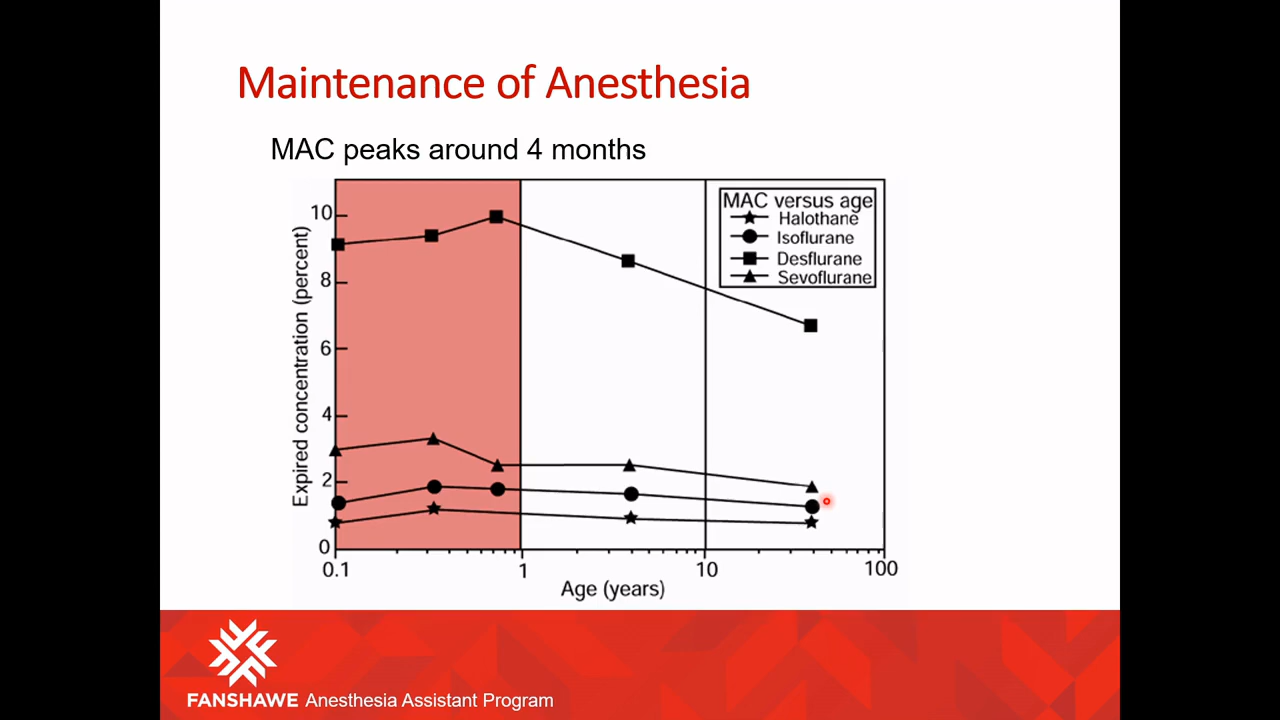 Maintenance of Anesthesia
MAC peaks around 4 months
MAC versus age
Halothane
Isoflurane
Desflurane
Sevoflurane
Expired concentration (percent)
10
8
6
4
2
0
0.1
1
10
100
Age (years)
FANSHAWE Anesthesia Assistant Program